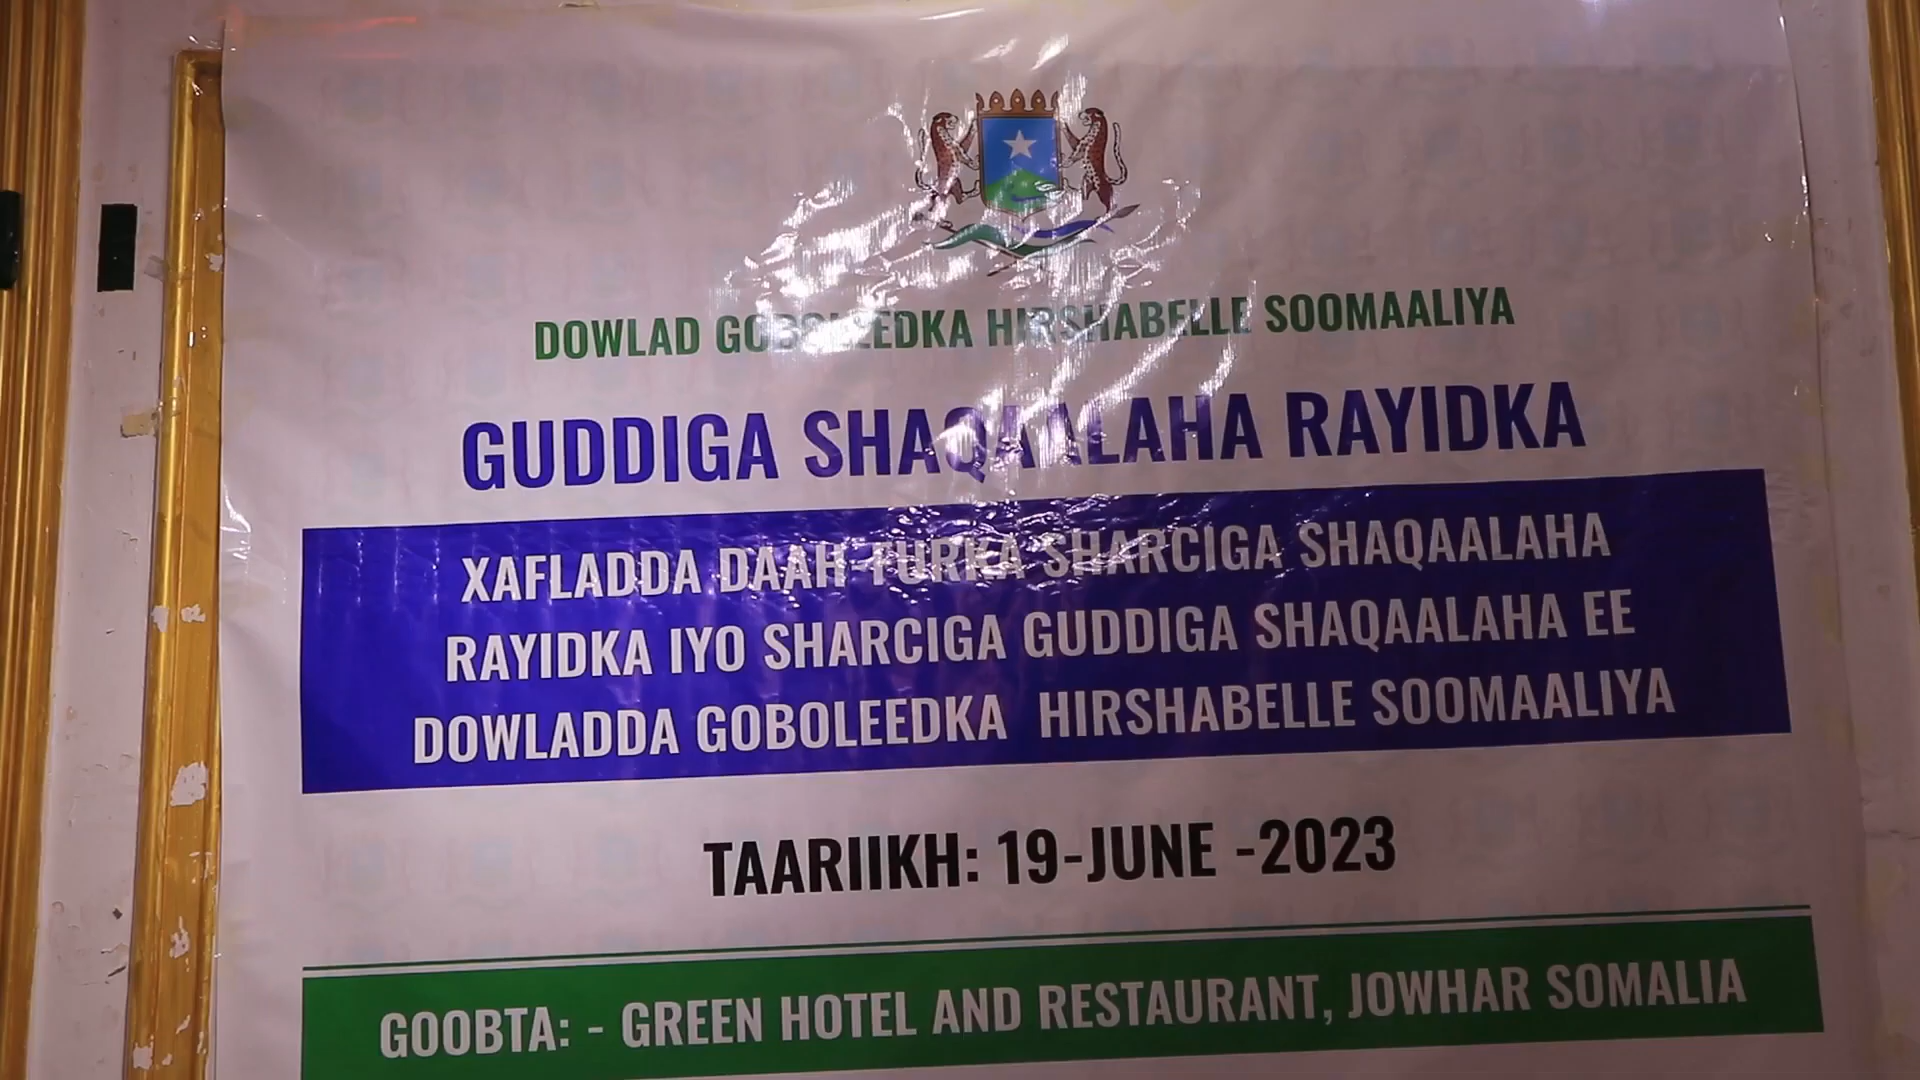 DOWLAD GOBOLEEDKA HIRSHABELLE SOOMAALIYA
GUDDIGA SHAQAALAHA RAYIDKA
XAFLADDA DAAH-FURKA SHARCIGA SHAQAALAHA
RAYIDKA IYO SHARCIGA GUDDIGA SHAQAALAHA EE
DOWLADDA GOBOLEEDKA HIRSHABELLE SOOMAALIYA
TAARIIKH: 19-JUNE -2023
GOOBTA: - GREEN HOTEL AND RESTAURANT, JOWHAR SOMALIA